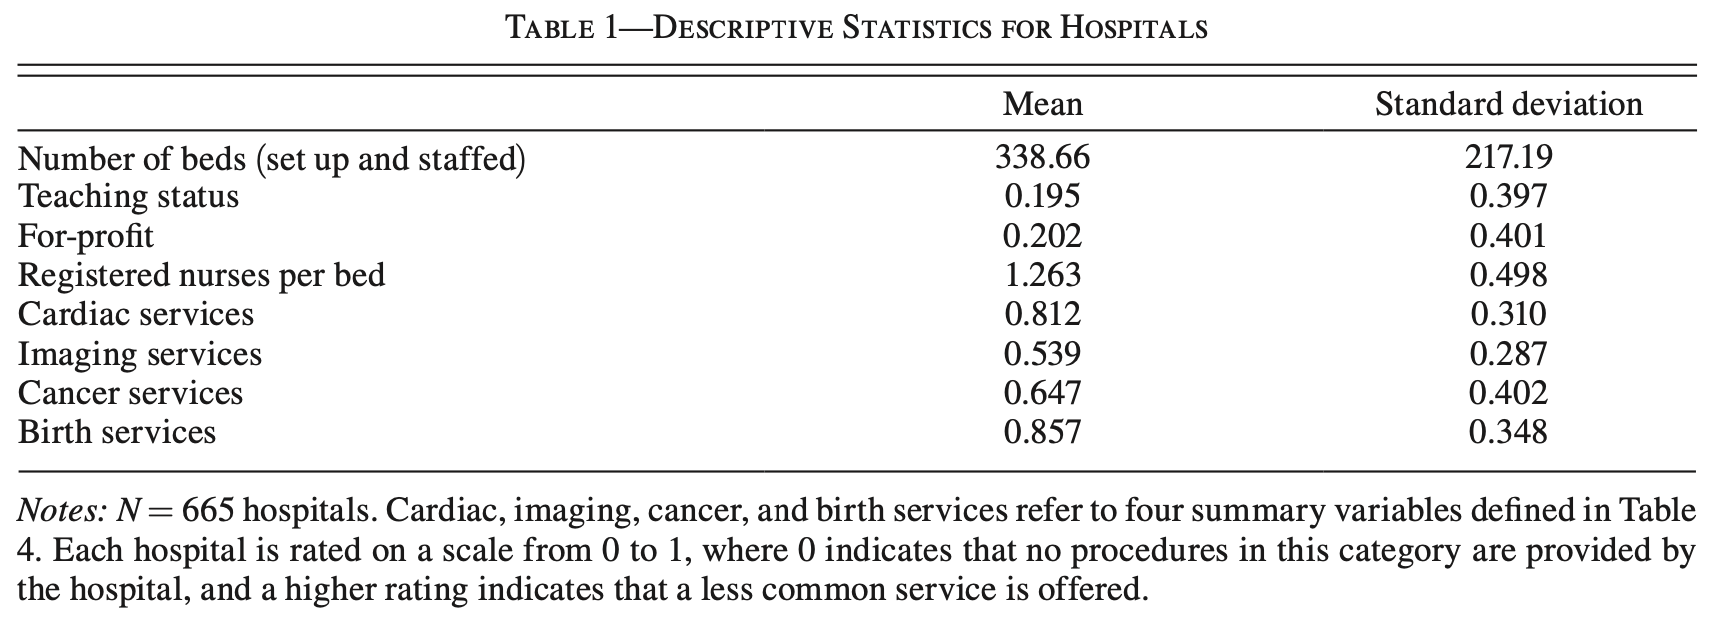 TABLE 1—DESCRIPTIVE STATISTICS FOR HOSPITALS
Mean Standard deviation
Number of beds (set up and staffed) 338.66 217.19
Teaching status 0.195 0.397
For-profit 0.202 0.401
Registered nurses per bed 1.263 0.498
Cardiac services 0.812 0.310
Imaging services 0.539 0.287
Cancer services 0.647 0.402
Birth services 0.857 0.348
Notes: N = 665 hospitals. Cardiac, imaging, cancer, and birth services refer to four summary variables defined in Table
4. Each hospital is rated on a scale from 0 to 1, where 0 indicates that no procedures in this category are provided by
the hospital, and a higher rating indicates that a less common service is offered.